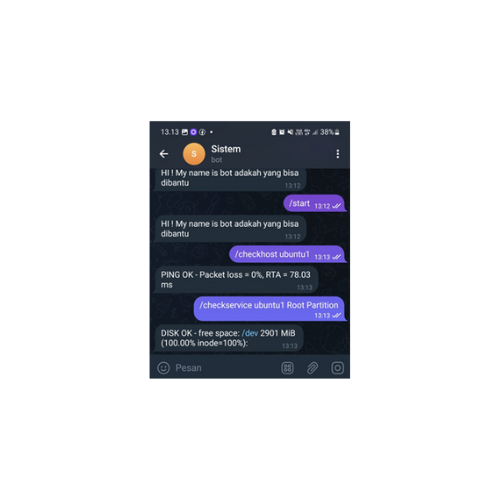 13.13
38%
S
Sistem
bot
HI ! My name is bot adakah yang bisa
dibantu
13:12
/start
13:12
HI ! My name is bot adakah yang bisa
dibantu
13:12
/checkhost ubuntu1
13:13
PING OK - Packet loss = 0%, RTA = 78.03
ms
13:13
/checkservice ubuntu1 Root Partition
13:13
DISK OK - free space: /dev 2901 MiB
(100.00% inode=100%):
13:13
Pesan